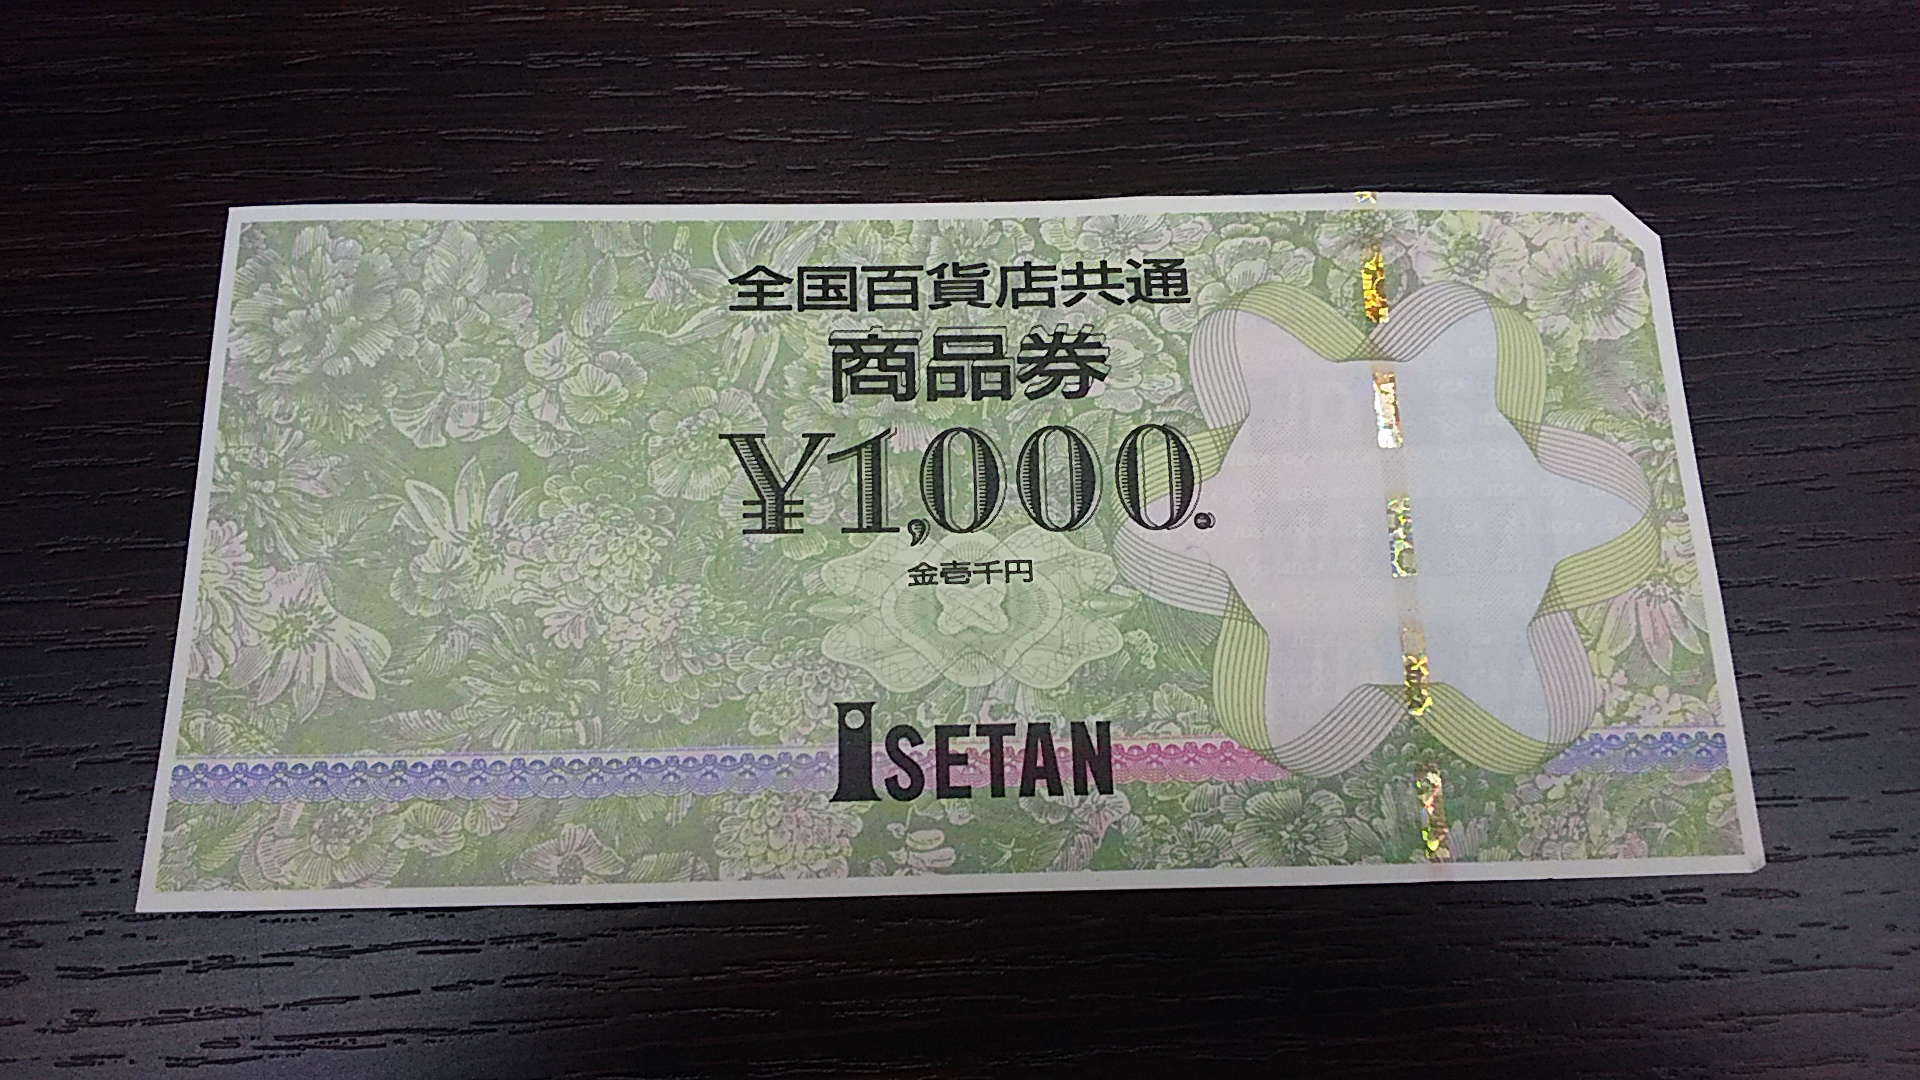 全国百貨店共通
商品券
¥1,000.
金壱千円
ISETAN